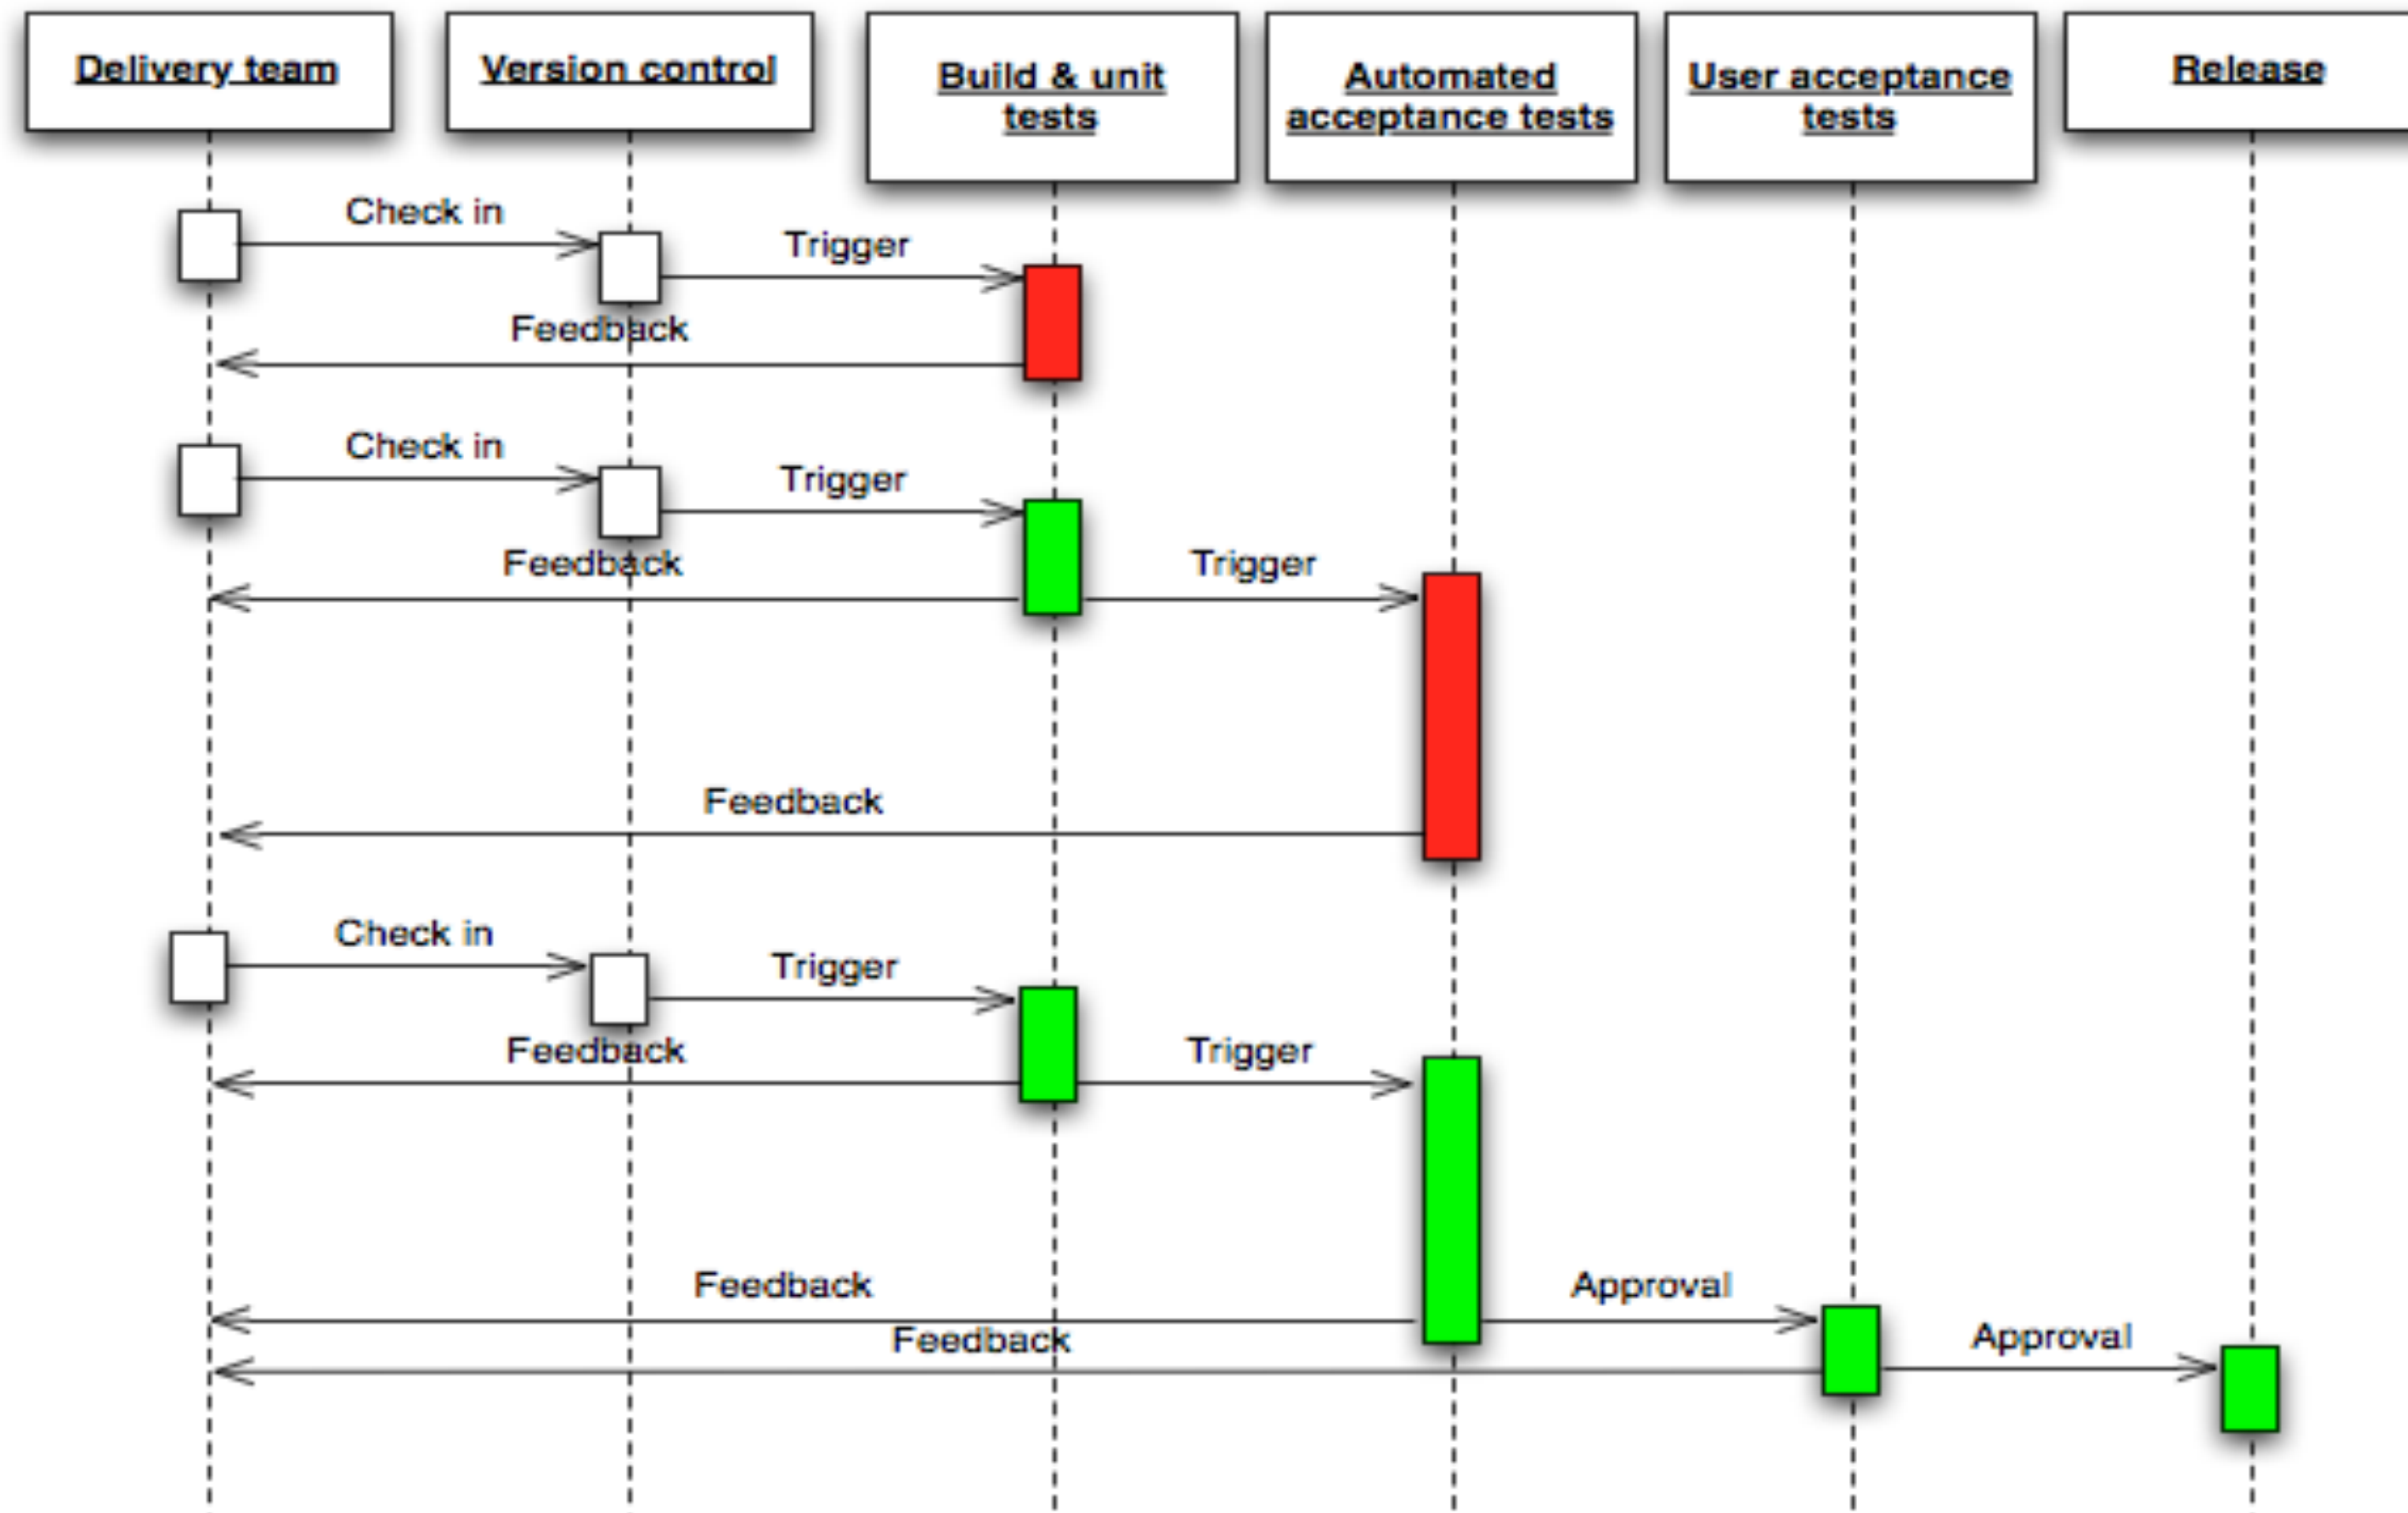 Delivery team
Version control
Build & unit
tests
Automated
acceptance tests
User acceptance
tests
Release
Check in
Trigger
Feedback
Check in
Trigger
Feedback
Trigger
Feedback
Check in
Trigger
Feedback
Trigger
Feedback
Approval
Feedback
Approval